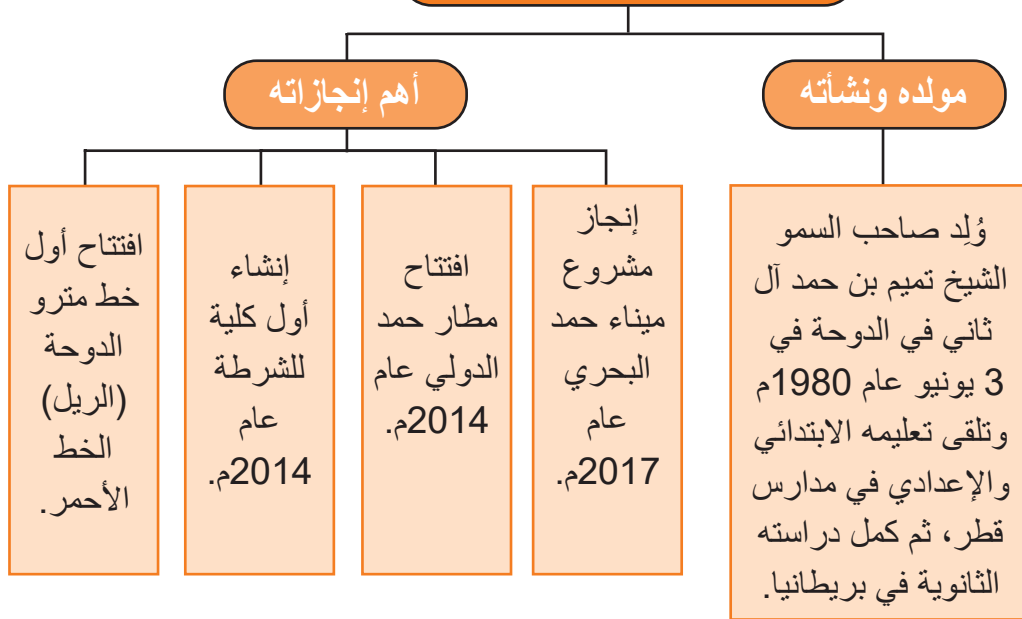 مولده ونشأته
وُلِد صاحب السمو
الشيخ تميم بن حمد آل
ثاني في الدوحة في
3 يونيو عام 1980م
وتلقى تعليمه الابتدائي
والإعدادي في مدارس
قطر، ثم كمل دراسته
الثانوية في بريطانيا.
أهم إنجازاته
إنجاز
مشروع
ميناء حمد
البحري
عام
2017م.
افتتاح
مطار حمد
الدولي عام
2014م.
إنشاء
أول كلية
للشرطة
عام
2014م.
افتتاح أول
خط مترو
الدوحة
(الريل)
الخط
الأحمر.